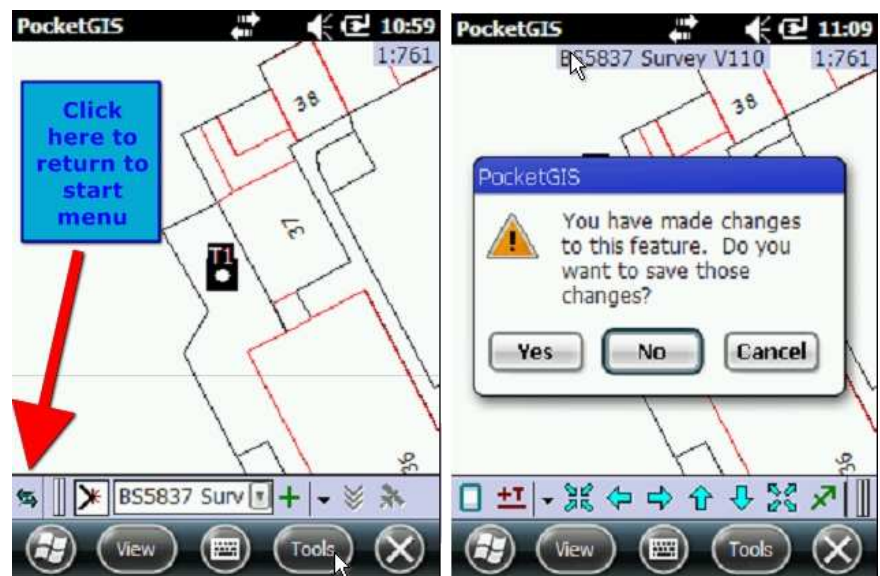 PocketGIS 10:59
1:761
Click
here to
return to
start
menu
38
37
T1
36
BS5837 Surv
View Tools
PocketGIS 11:09
BS5837 Survey V110 1:761
38
PocketGIS
You have made changes
to this feature. Do you
want to save those
changes?
Yes No Cancel
36
±T
View Tools